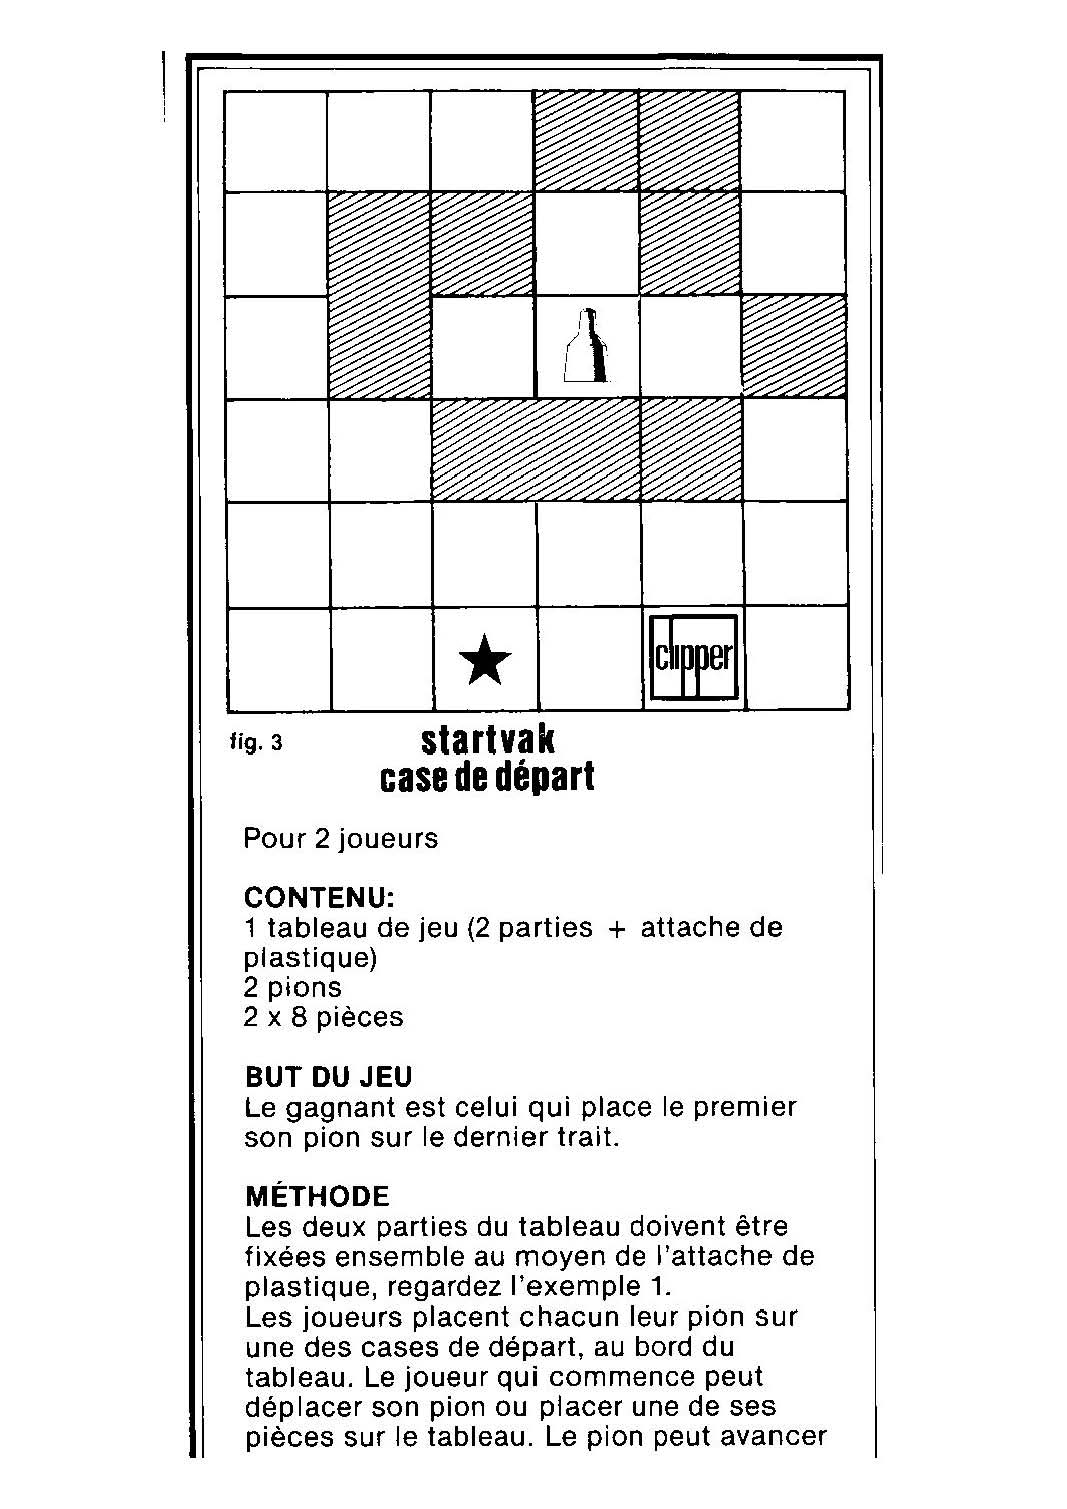 clipper
fig. 3
startvak
case de départ
Pour 2 joueurs
CONTENU:
1 tableau de jeu (2 parties + attache de
plastique)
2 pions
2 x 8 pièces
BUT DU JEU
Le gagnant est celui qui place le premier
son pion sur le dernier trait.
MÉTHODE
Les deux parties du tableau doivent être
fixées ensemble au moyen de l'attache de
plastique, regardez l'exemple 1.
Les joueurs placent chacun leur pion sur
une des cases de départ, au bord du
tableau. Le joueur qui commence peut
déplacer son pion ou placer une de ses
pièces sur le tableau. Le pion peut avancer